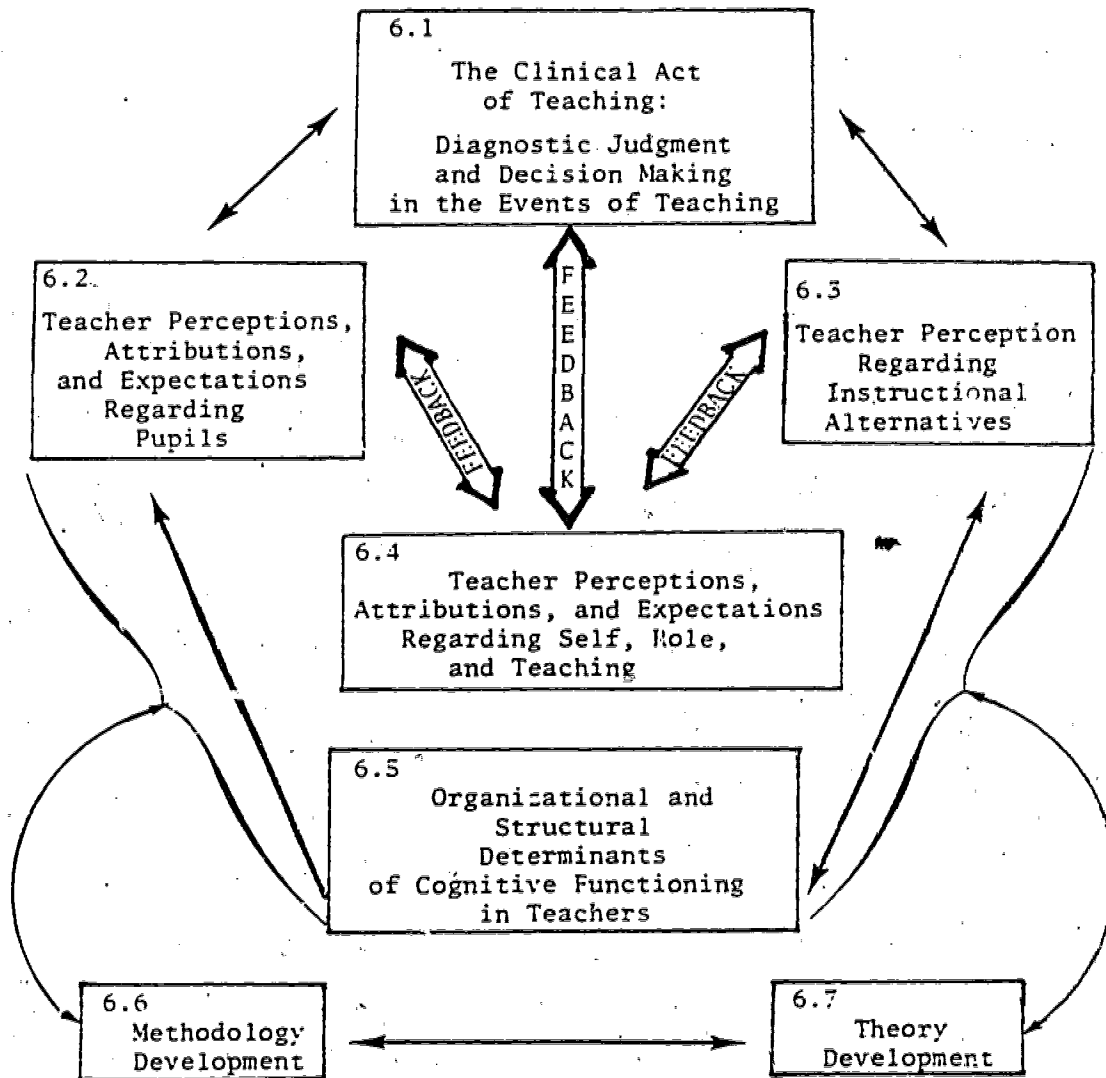 6.1
The Clinical Act
of Teaching:
Diagnostic Judgment
and Decision Making
in the Events of Teaching
6.2
Teacher Perceptions,
Attributions,
and Expectations
Regarding
Pupils
FEEDBACK
FEEDBACK
FEEDBACK
6.3
Teacher Perception
Regarding
Instructional
Alternatives
6.4
Teacher Perceptions,
Attributions, and Expectations
Regarding Self, Role,
and Teaching
6.5
Organizational and
Structural
Determinants
of Cognitive Functioning
in Teachers
6.6
Methodology
Development
6.7
Theory
Development